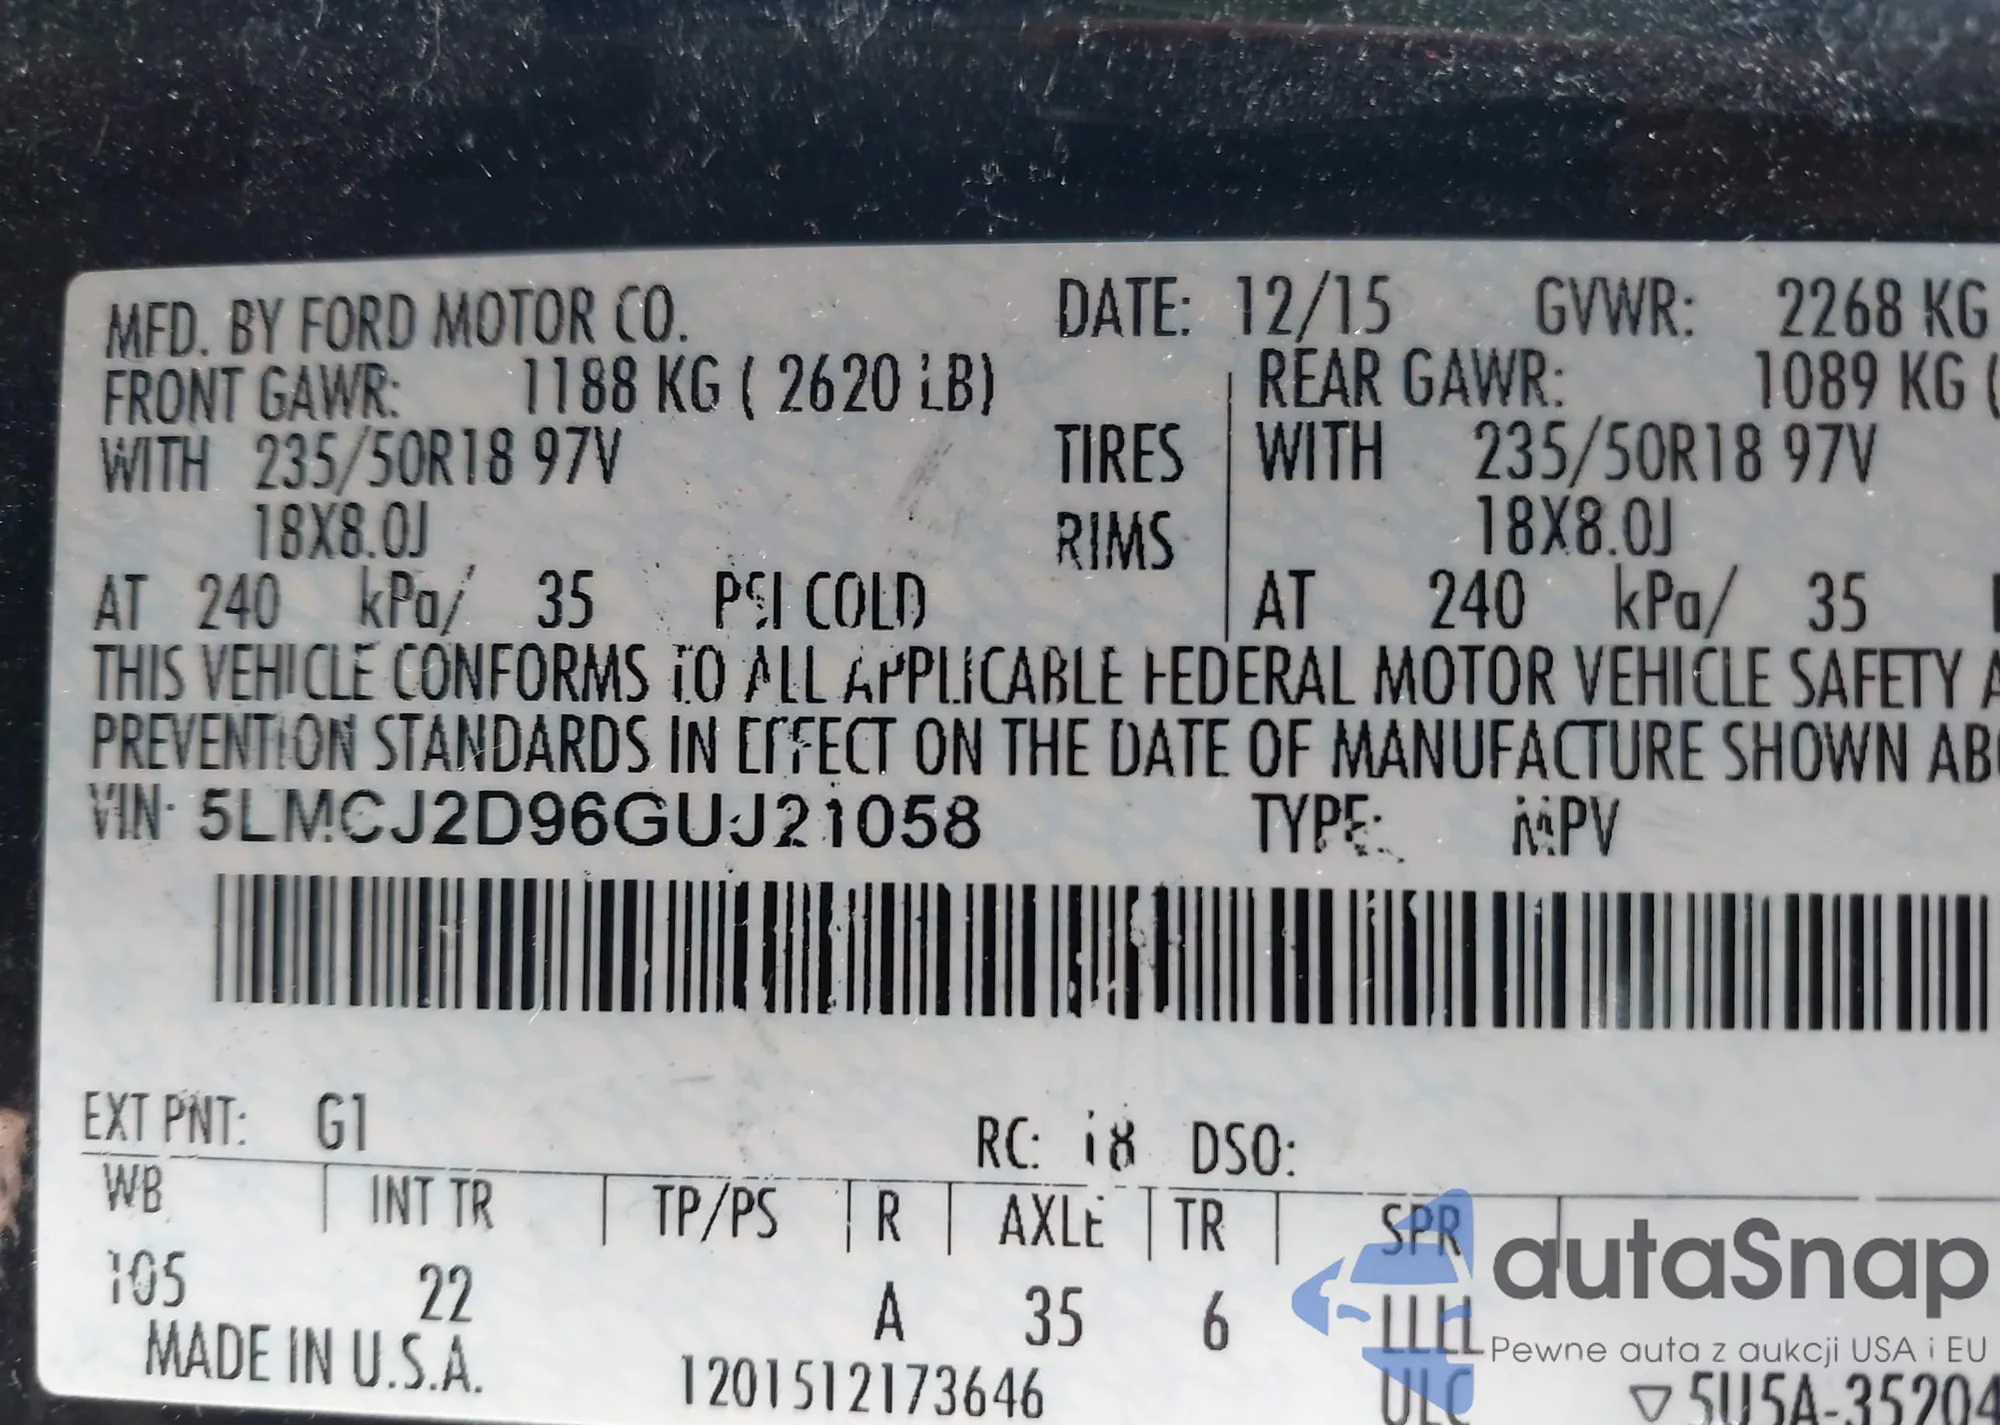 MFD. BY FORD MOTOR CO. DATE: 12/15 GVWR: 2268 KG
FRONT GAWR: 1188 KG ( 2620 LB) REAR GAWR: 1089 KG (
WITH 235/50R18 97V TIRES WITH 235/50R18 97V
18X8.0J RIMS 18X8.0J
AT 240 kPa/ 35 PSI COLD AT 240 kPa/ 35
THIS VEHICLE CONFORMS TO ALL APPLICABLE FEDERAL MOTOR VEHICLE SAFETY A
PREVENTION STANDARDS IN EFFECT ON THE DATE OF MANUFACTURE SHOWN ABO
VIN: 5LMCJ2D96GUJ21058 TYPE: MPV
EXT PNT: G1 RC: 18 DSO:
WB INT TR TP/PS R AXLE TR SPR
105 22 A 35 6 LLLL
MADE IN U.S.A. 1201512173646 ULC ▽5U5A-35204
autaSnap
Pewne auta z aukcji USA i EU